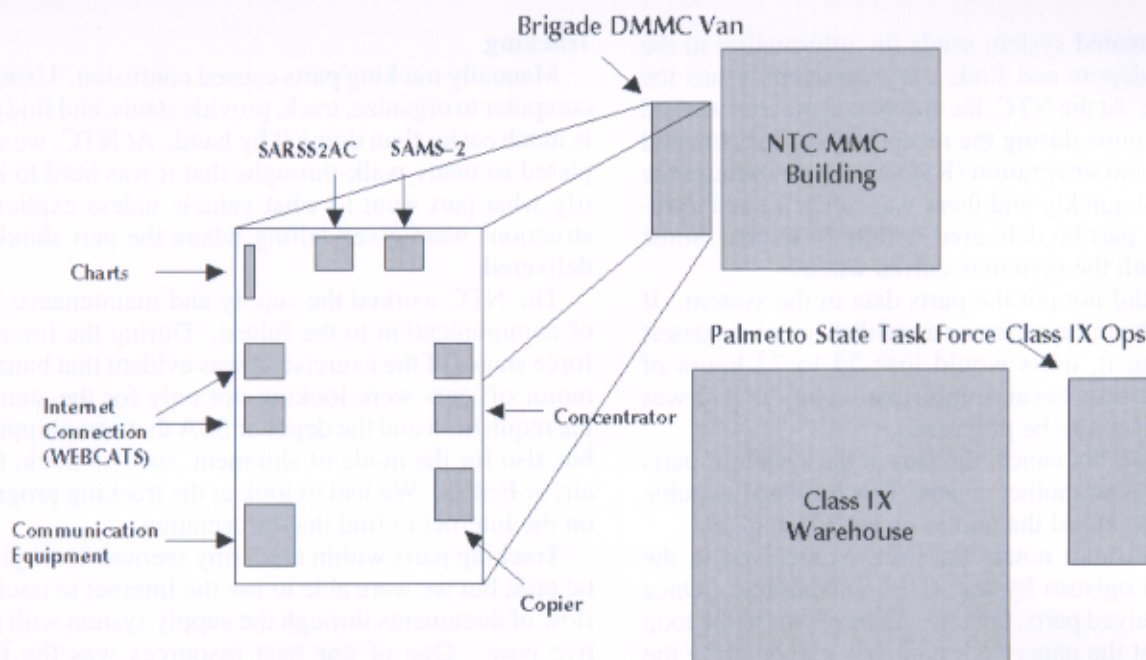 Brigade DMMC Van
NTC MMC
Building
SARSS2AC SAMS-2
Charts
Palmetto State Task Force Class IX Ops
Internet
Connection
(WEBCATS)
Concentrator
Class IX
Warehouse
Communication
Equipment
Copier